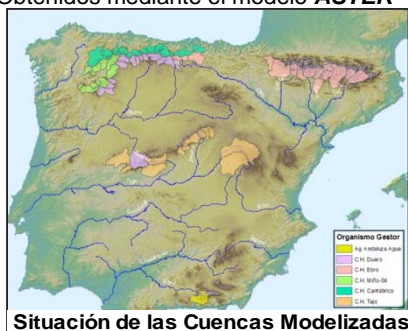 Obtenidos mediante el modelo ASTER
Tajo
Organismo Gestor
Ag. Andaluza Agua
C.H. Duero
C.H. Ebro
C.H. Miño-Sil
C.H. Cantábrico
C.H. Tajo
Situación de las Cuencas Modelizadas